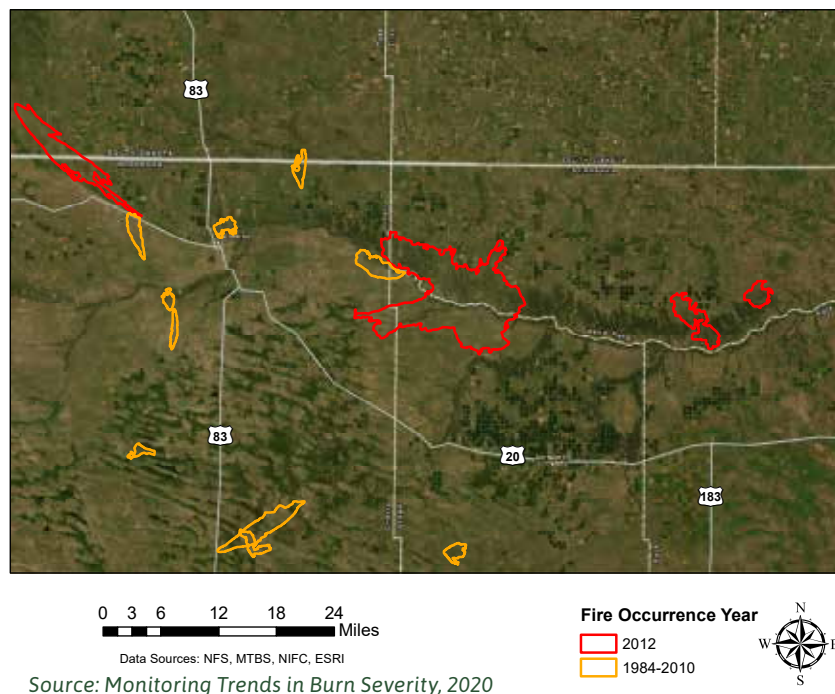 83
83
20
183
0 3 6 12 18 24
Miles
Data Sources: NFS, MTBS, NIFC, ESRI
Fire Occurrence Year
2012
1984-2010
N
W E
S
Source: Monitoring Trends in Burn Severity, 2020